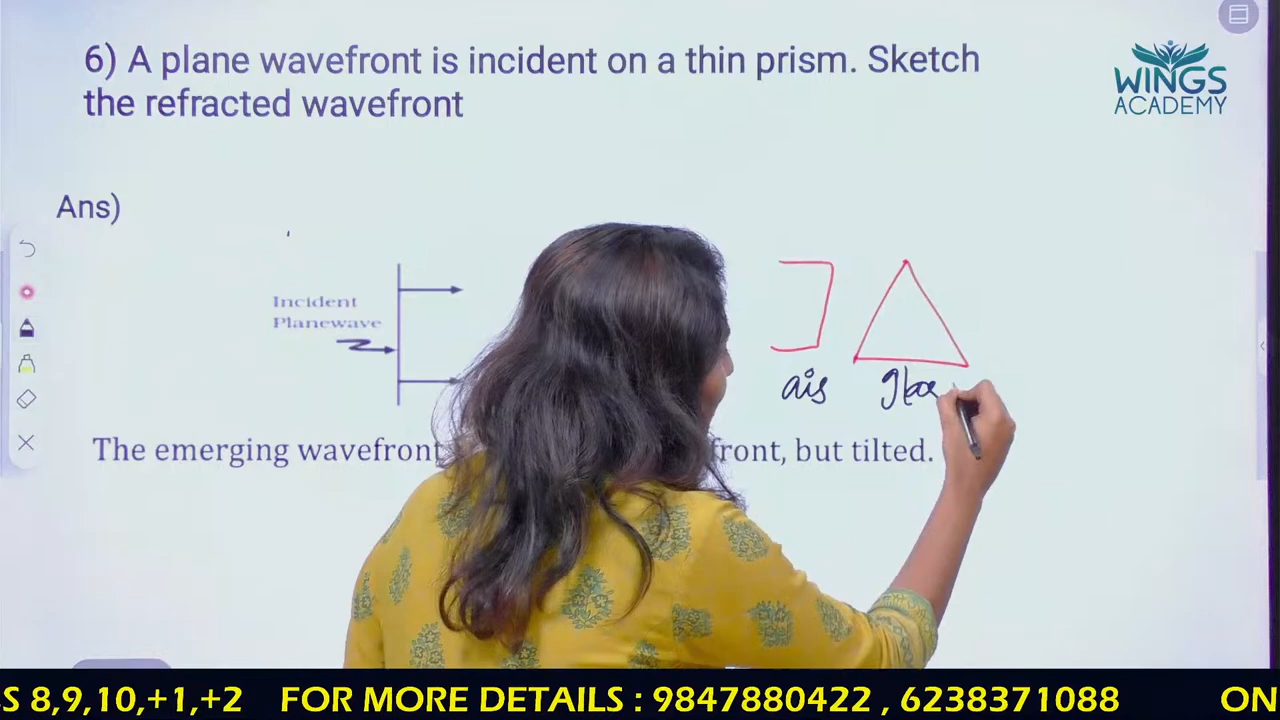 6) A plane wavefront is incident on a thin prism. Sketch
the refracted wavefront
WINGS
ACADEMY
Ans)
Incident
Planewave
air
The emerging wavefront front, but tilted.
S 8,9,10,+1,+2 FOR MORE DETAILS : 9847880422 , 6238371088 ON